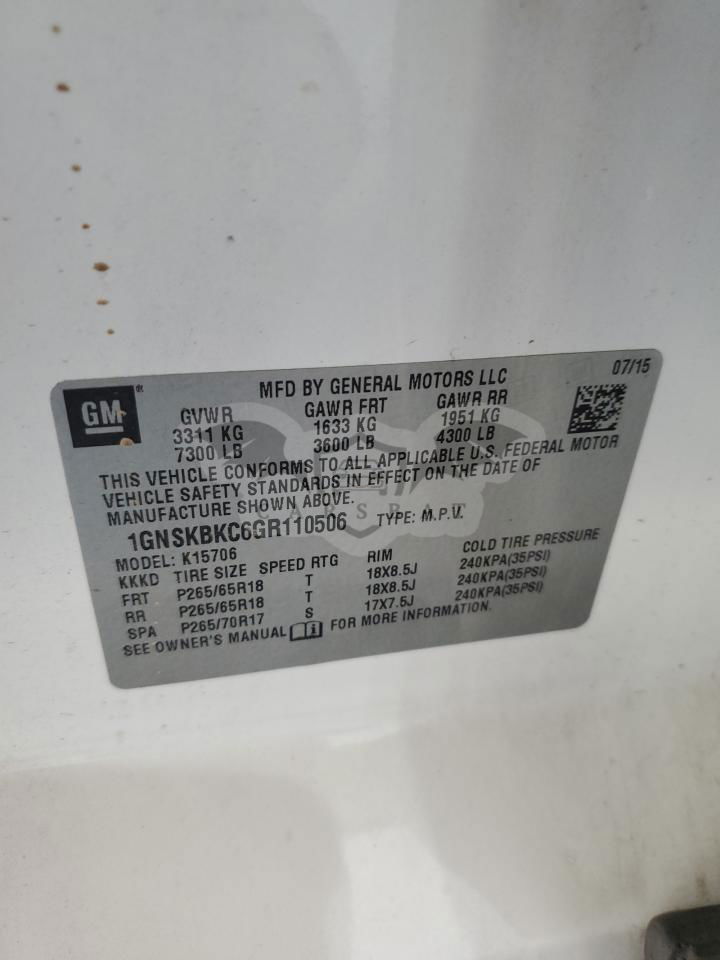 07/15
GM
MFD BY GENERAL MOTORS LLC
GVWR GAWR FRT GAWR RR
3311 KG 1633 KG 1951 KG
7300 LB 3600 LB 4300 LB
THIS VEHICLE CONFORMS TO ALL APPLICABLE U.S. FEDERAL MOTOR
VEHICLE SAFETY STANDARDS IN EFFECT ON THE DATE OF
MANUFACTURE SHOWN ABOVE.
1GNSKBKC6GR110506 TYPE: M.P.V.
MODEL: K15706
KKKD TIRE SIZE SPEED RTG RIM COLD TIRE PRESSURE
FRT P265/65R18 T 18X8.5J 240KPA(35PSI)
RR P265/65R18 T 18X8.5J 240KPA(35PSI)
SPA P265/70R17 S 17X7.5J 240KPA(35PSI)
SEE OWNER'S MANUAL FOR MORE INFORMATION.